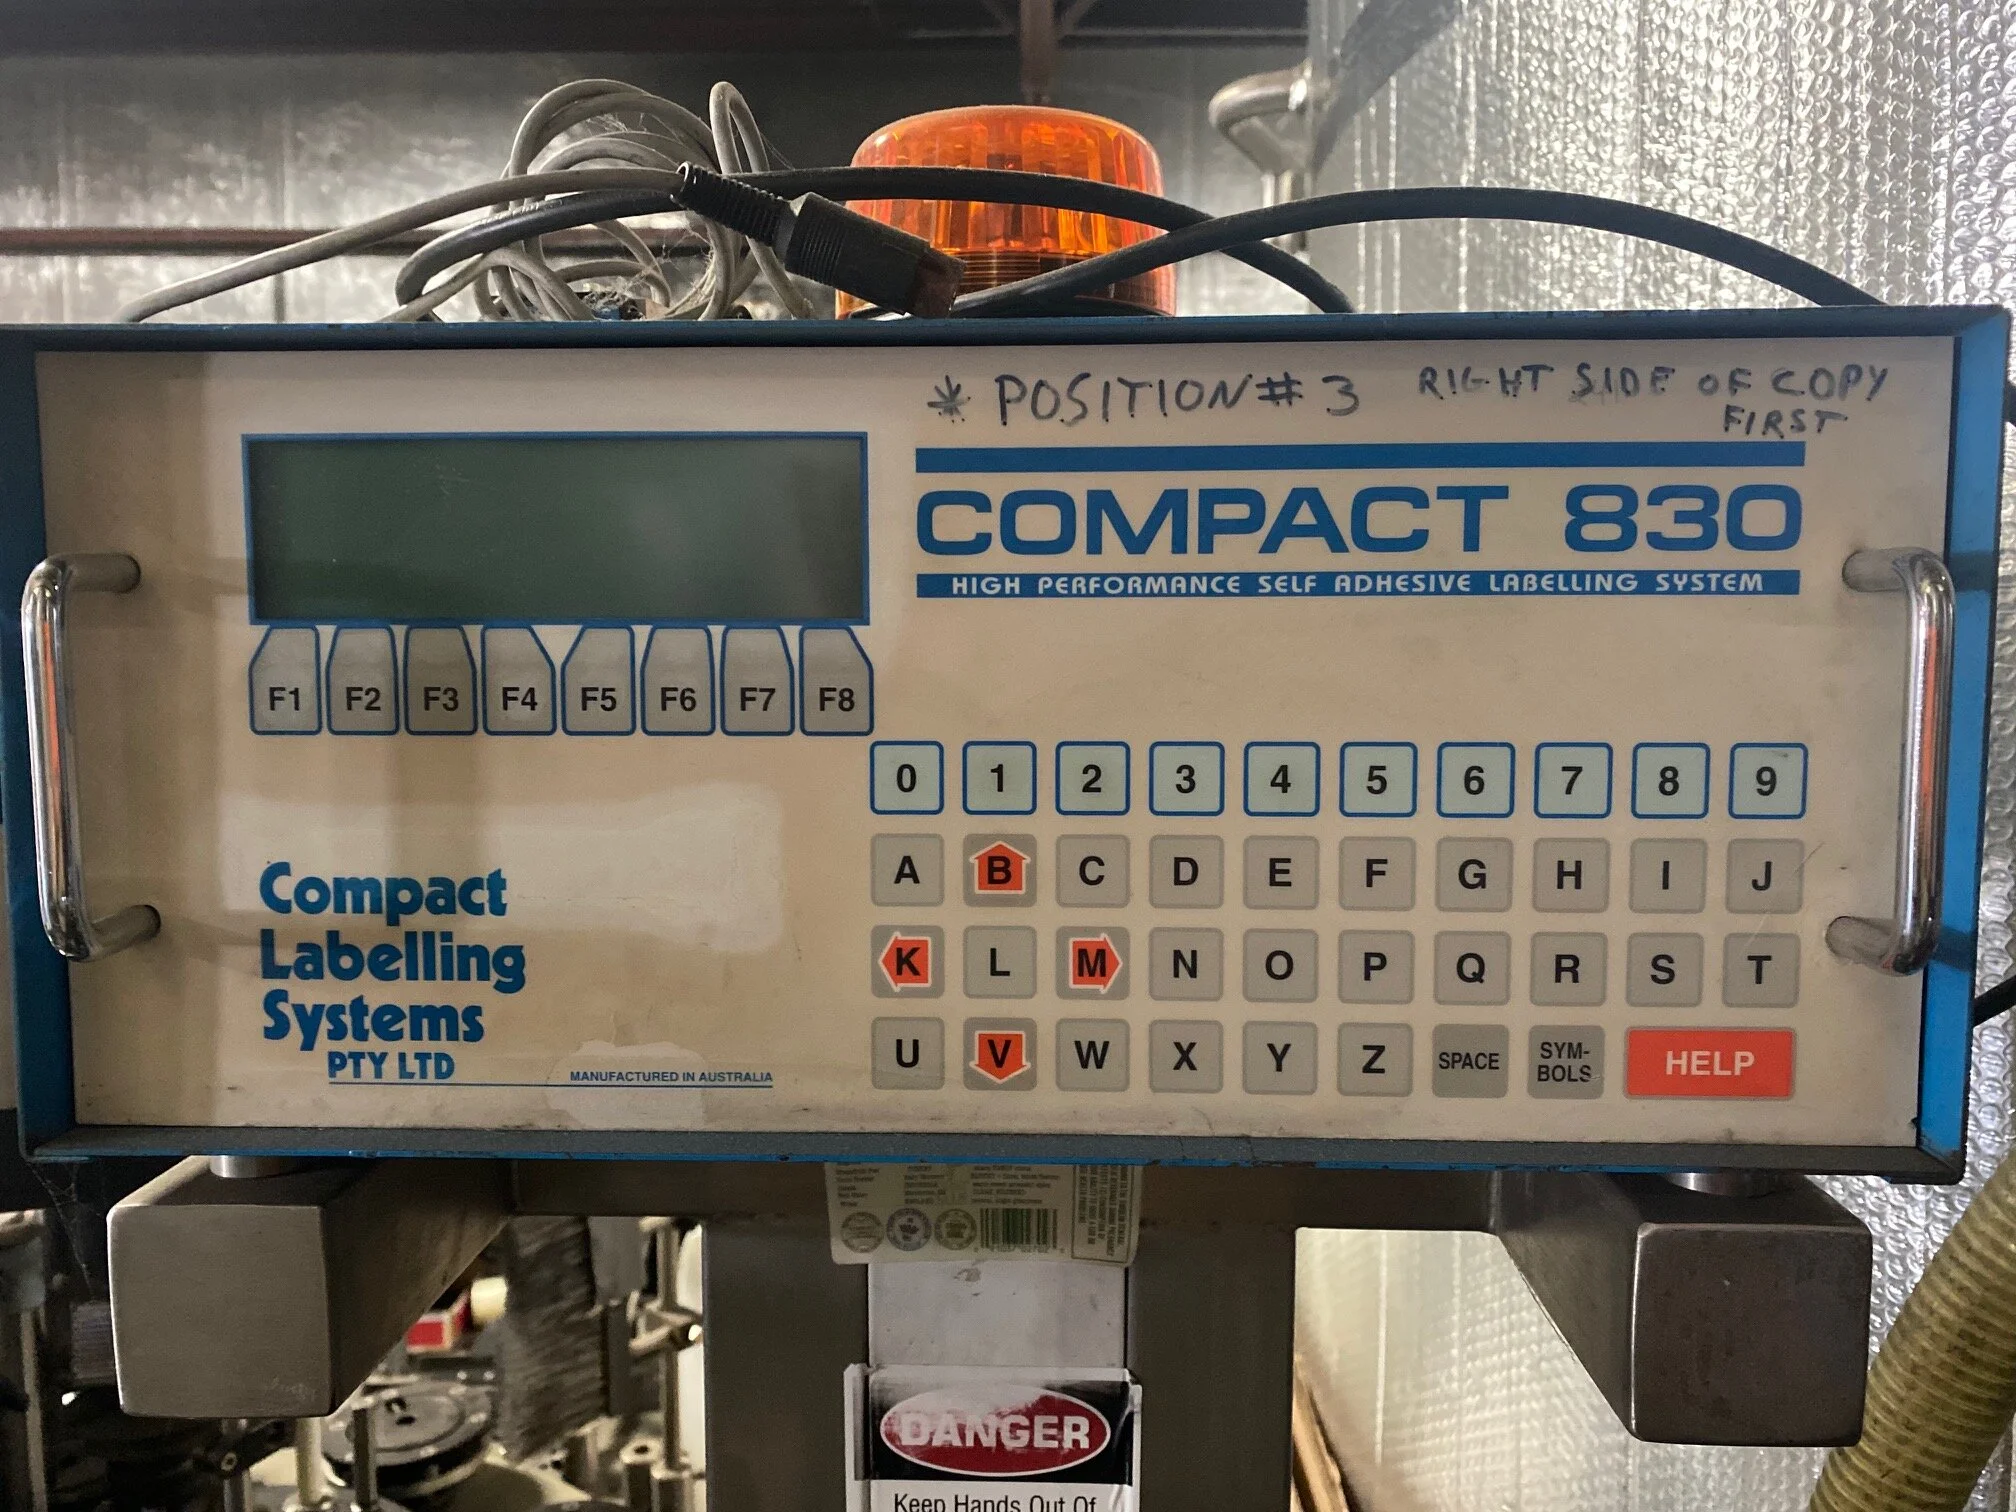 * POSITION # 3 RIGHT SIDE OF COPY
FIRST
COMPACT 830
HIGH PERFORMANCE SELF ADHESIVE LABELLING SYSTEM
F1 F2 F3 F4 F5 F6 F7 F8
0 1 2 3 4 5 6 7 8 9
A B C D E F G H I J
K L M N O P Q R S T
U V W X Y Z SPACE SYM-
BOLS HELP
Compact
Labelling
Systems
PTY LTD
MANUFACTURED IN AUSTRALIA
DANGER
Keep Hands Out Of